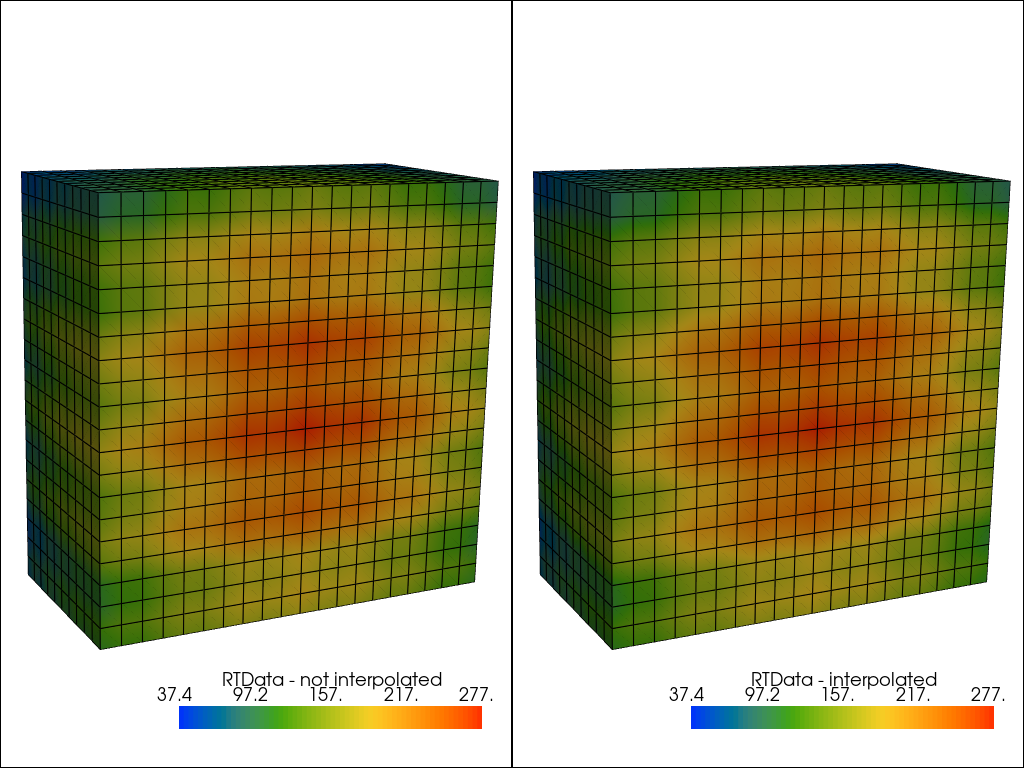 RTData - not interpolated
37.4 97.2 157. 217. 277.
RTData - interpolated
37.4 97.2 157. 217. 277.